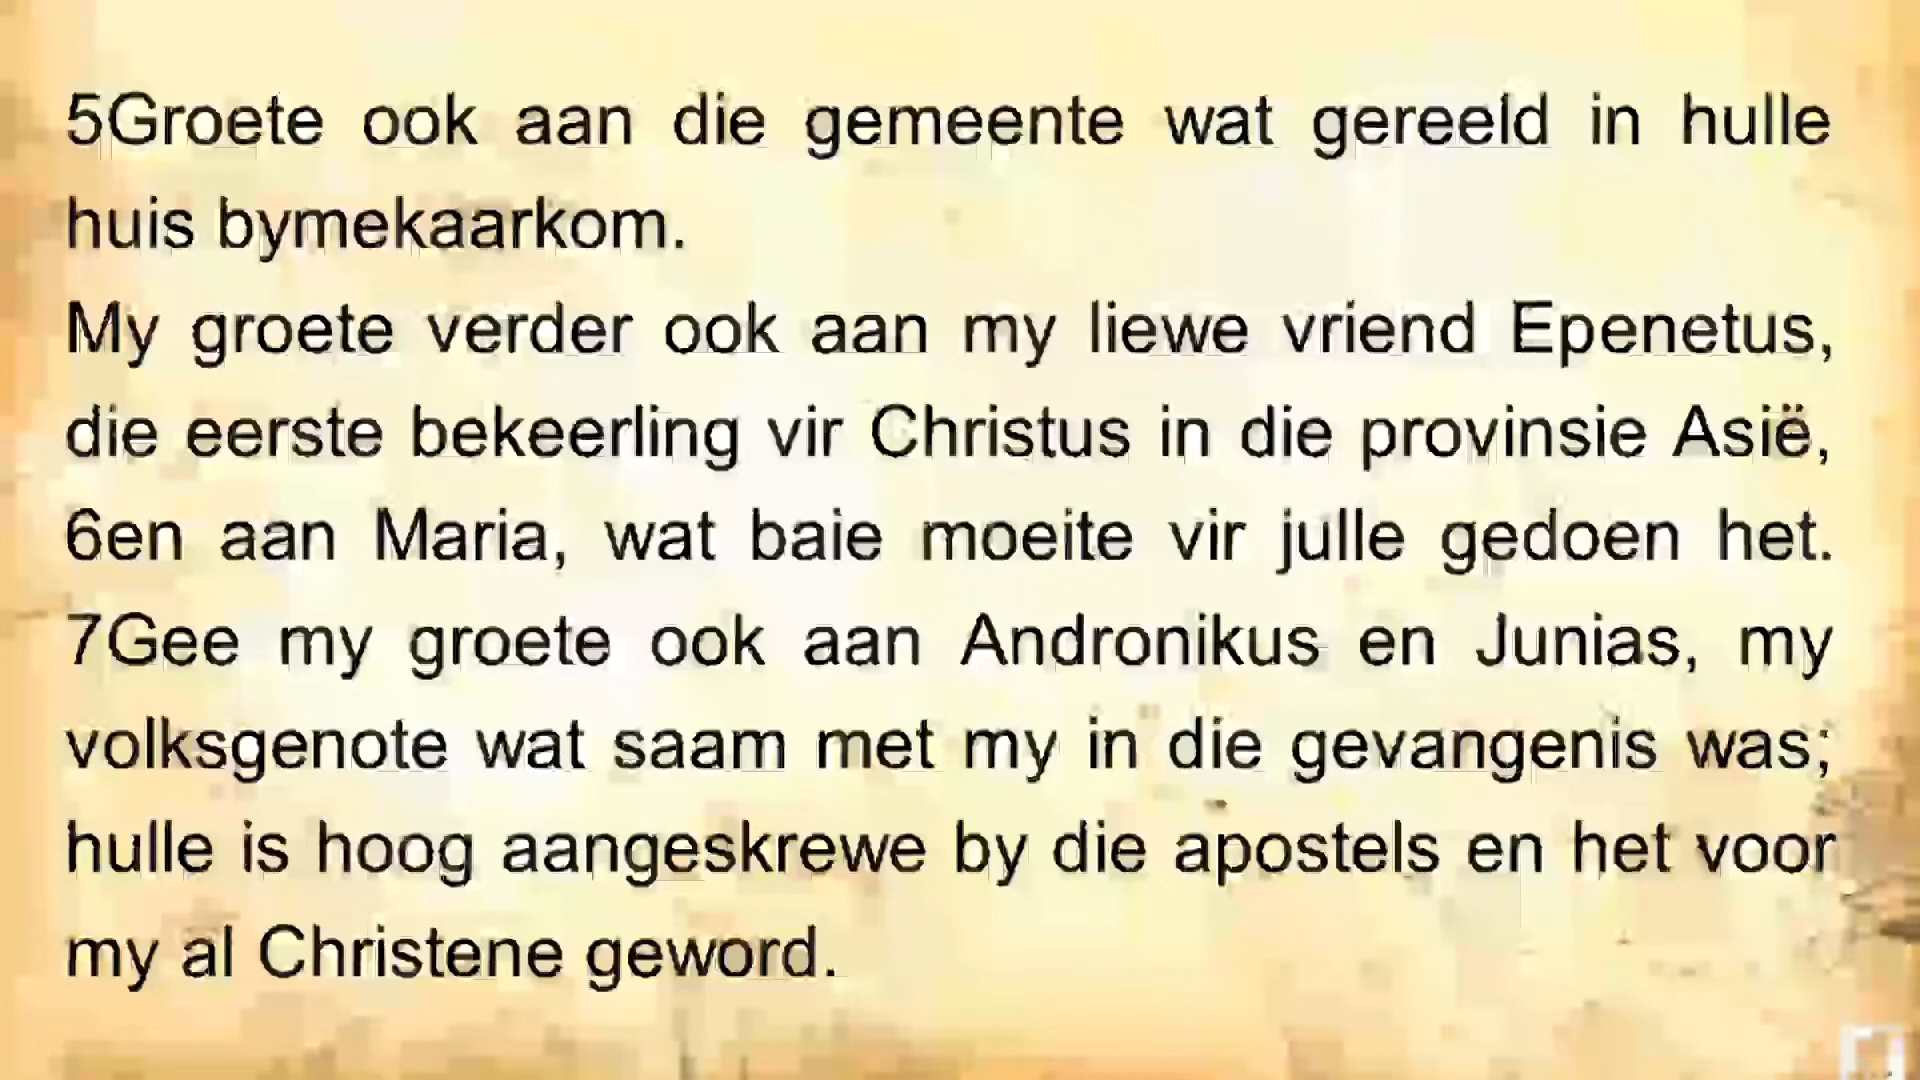 5Groete ook aan die gemeente wat gereeld in hulle
huis bymekaarkom.
My groete verder ook aan my liewe vriend Epenetus,
die eerste bekeerling vir Christus in die provinsie Asië,
6en aan Maria, wat baie moeite vir julle gedoen het.
7Gee my groete ook aan Andronikus en Junias, my
volksgenote wat saam met my in die gevangenis was;
hulle is hoog aangeskrewe by die apostels en het voor
my al Christene geword.